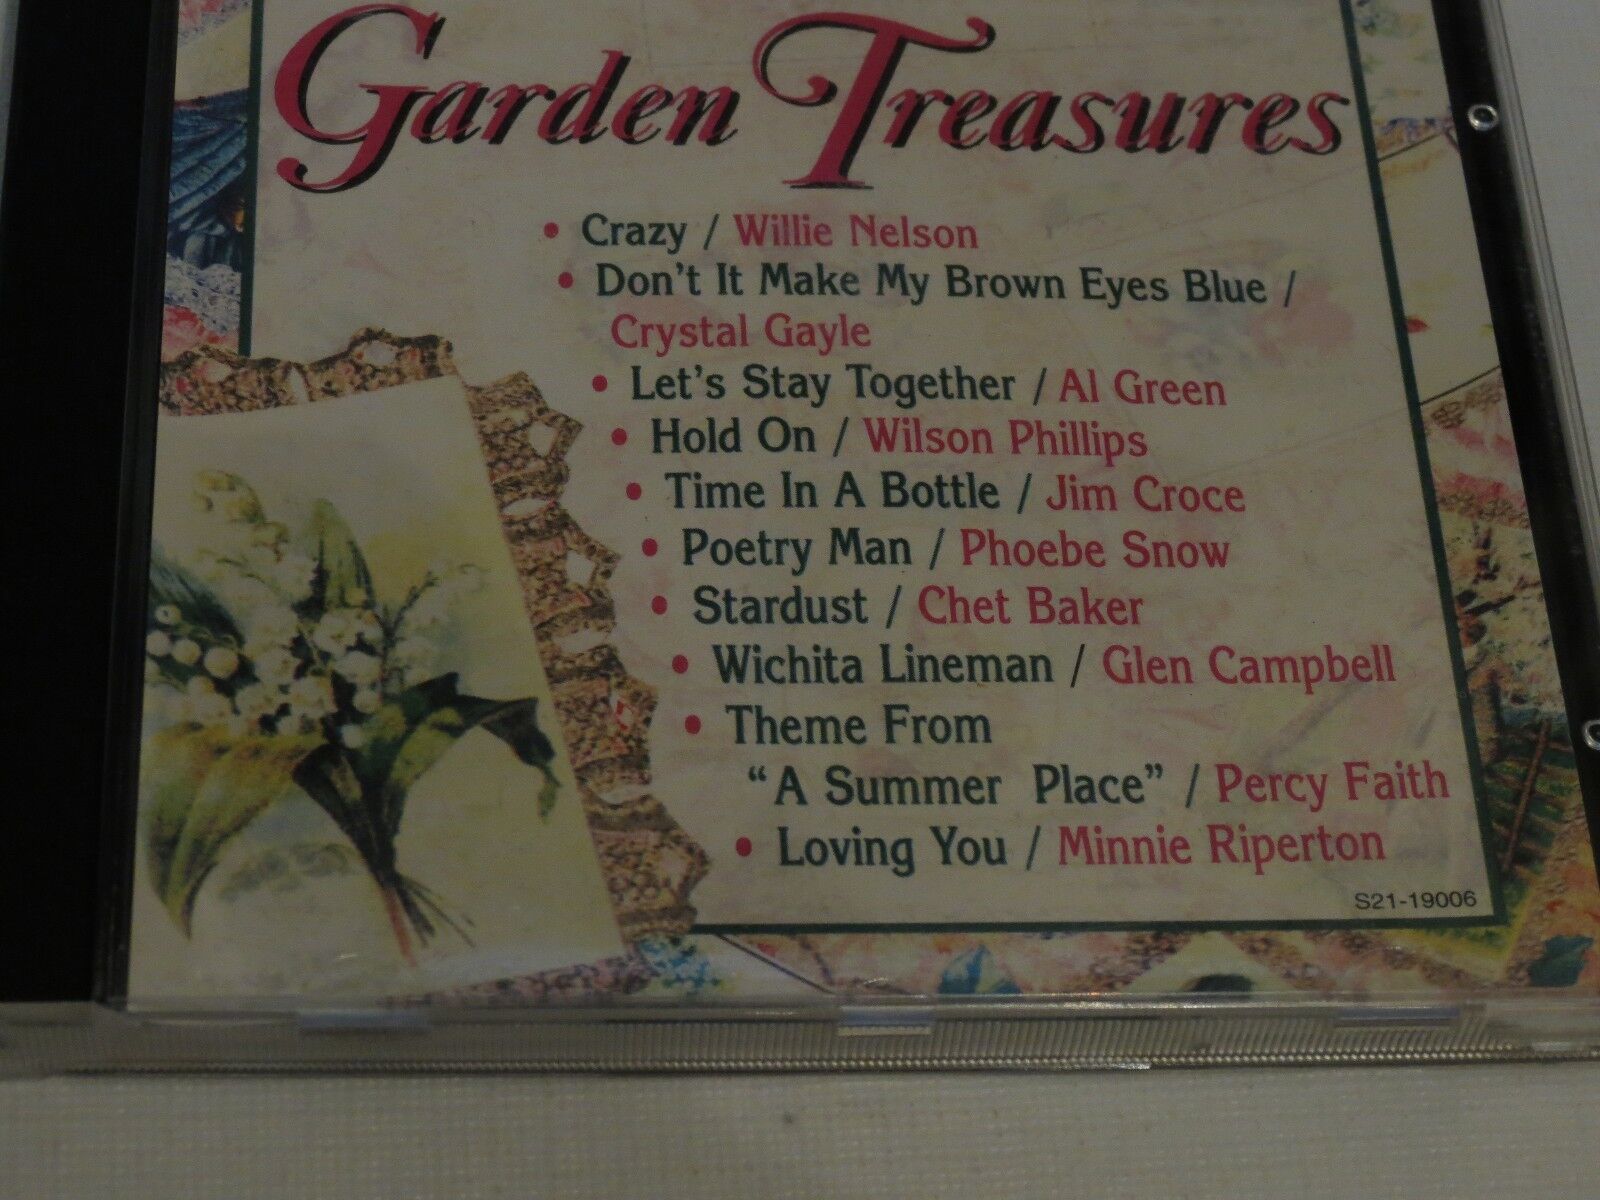 Garden Treasures
• Crazy / Willie Nelson
• Don't It Make My Brown Eyes Blue /
Crystal Gayle
• Let's Stay Together / Al Green
• Hold On / Wilson Phillips
• Time In A Bottle / Jim Croce
• Poetry Man / Phoebe Snow
• Stardust / Chet Baker
• Wichita Lineman / Glen Campbell
• Theme From
“A Summer Place” / Percy Faith
• Loving You / Minnie Riperton
S21-19006